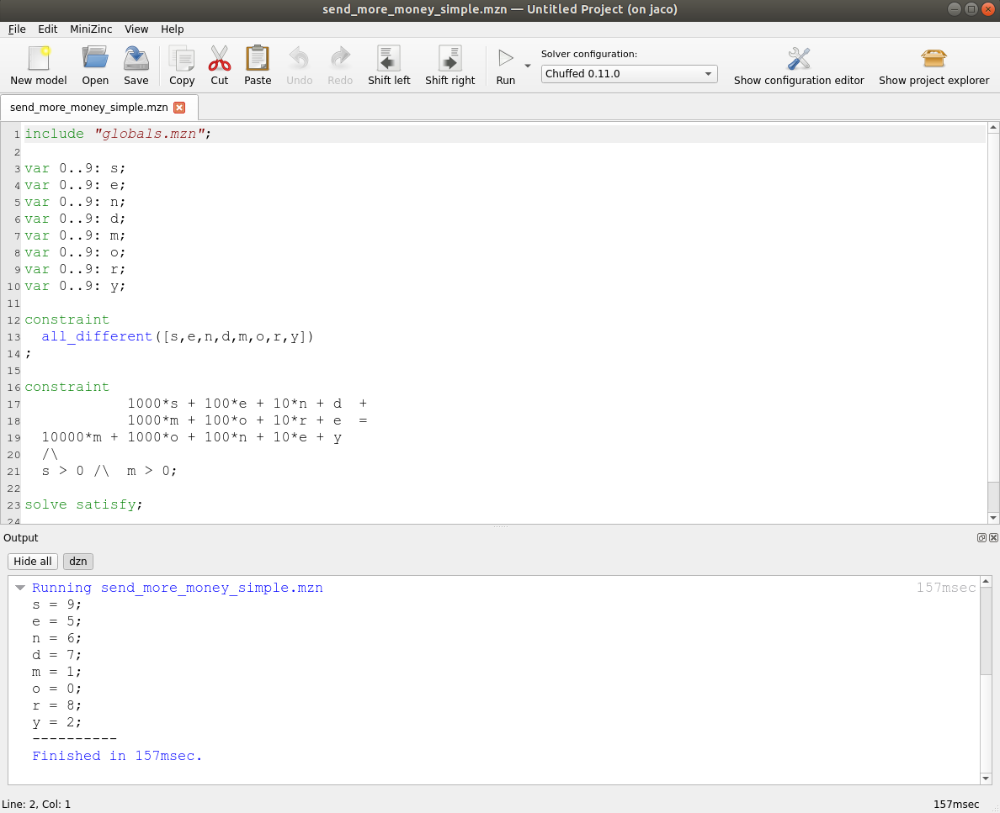 send_more_money_simple.mzn — Untitled Project (on jaco)
File Edit MiniZinc View Help
New model Open Save Copy Cut Paste Undo Redo Shift left Shift right Run Solver configuration: Chuffed 0.11.0 Show configuration editor Show project explorer
send_more_money_simple.mzn
1 include "globals.mzn";
2
3 var 0..9: s;
4 var 0..9: e;
5 var 0..9: n;
6 var 0..9: d;
7 var 0..9: m;
8 var 0..9: o;
9 var 0..9: r;
10 var 0..9: y;
11
12 constraint
13   all_different([s,e,n,d,m,o,r,y])
14 ;
15
16 constraint
17             1000*s + 100*e + 10*n + d  +
18             1000*m + 100*o + 10*r + e  =
19   10000*m + 1000*o + 100*n + 10*e + y
20   /\
21   s > 0 /\  m > 0;
22
23 solve satisfy;
24
Output
Hide all dzn
Running send_more_money_simple.mzn 157msec
s = 9;
e = 5;
n = 6;
d = 7;
m = 1;
o = 0;
r = 8;
y = 2;
----------
Finished in 157msec.
Line: 2, Col: 1 157msec